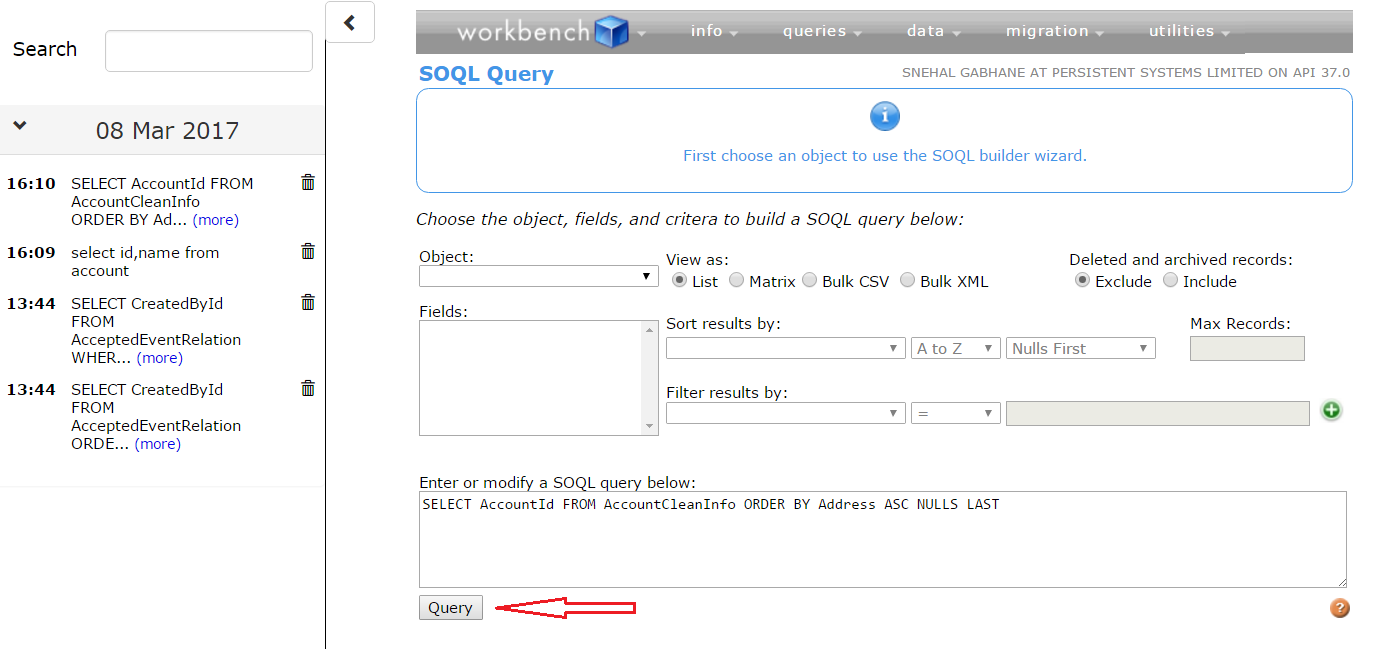 Search
08 Mar 2017
16:10 SELECT AccountId FROM
AccountCleanInfo
ORDER BY Ad... (more)
16:09 select id,name from
account
13:44 SELECT CreatedById
FROM
AcceptedEventRelation
WHER... (more)
13:44 SELECT CreatedById
FROM
AcceptedEventRelation
ORDE... (more)
workbench info queries data migration utilities
SOQL Query SNEHAL GABHANE AT PERSISTENT SYSTEMS LIMITED ON API 37.0
i
First choose an object to use the SOQL builder wizard.
Choose the object, fields, and critera to build a SOQL query below:
Object: View as: Deleted and archived records:
List Matrix Bulk CSV Bulk XML Exclude Include
Fields: Sort results by: Max Records:
A to Z Nulls First
Filter results by:
=
Enter or modify a SOQL query below:
SELECT AccountId FROM AccountCleanInfo ORDER BY Address ASC NULLS LAST
Query ?